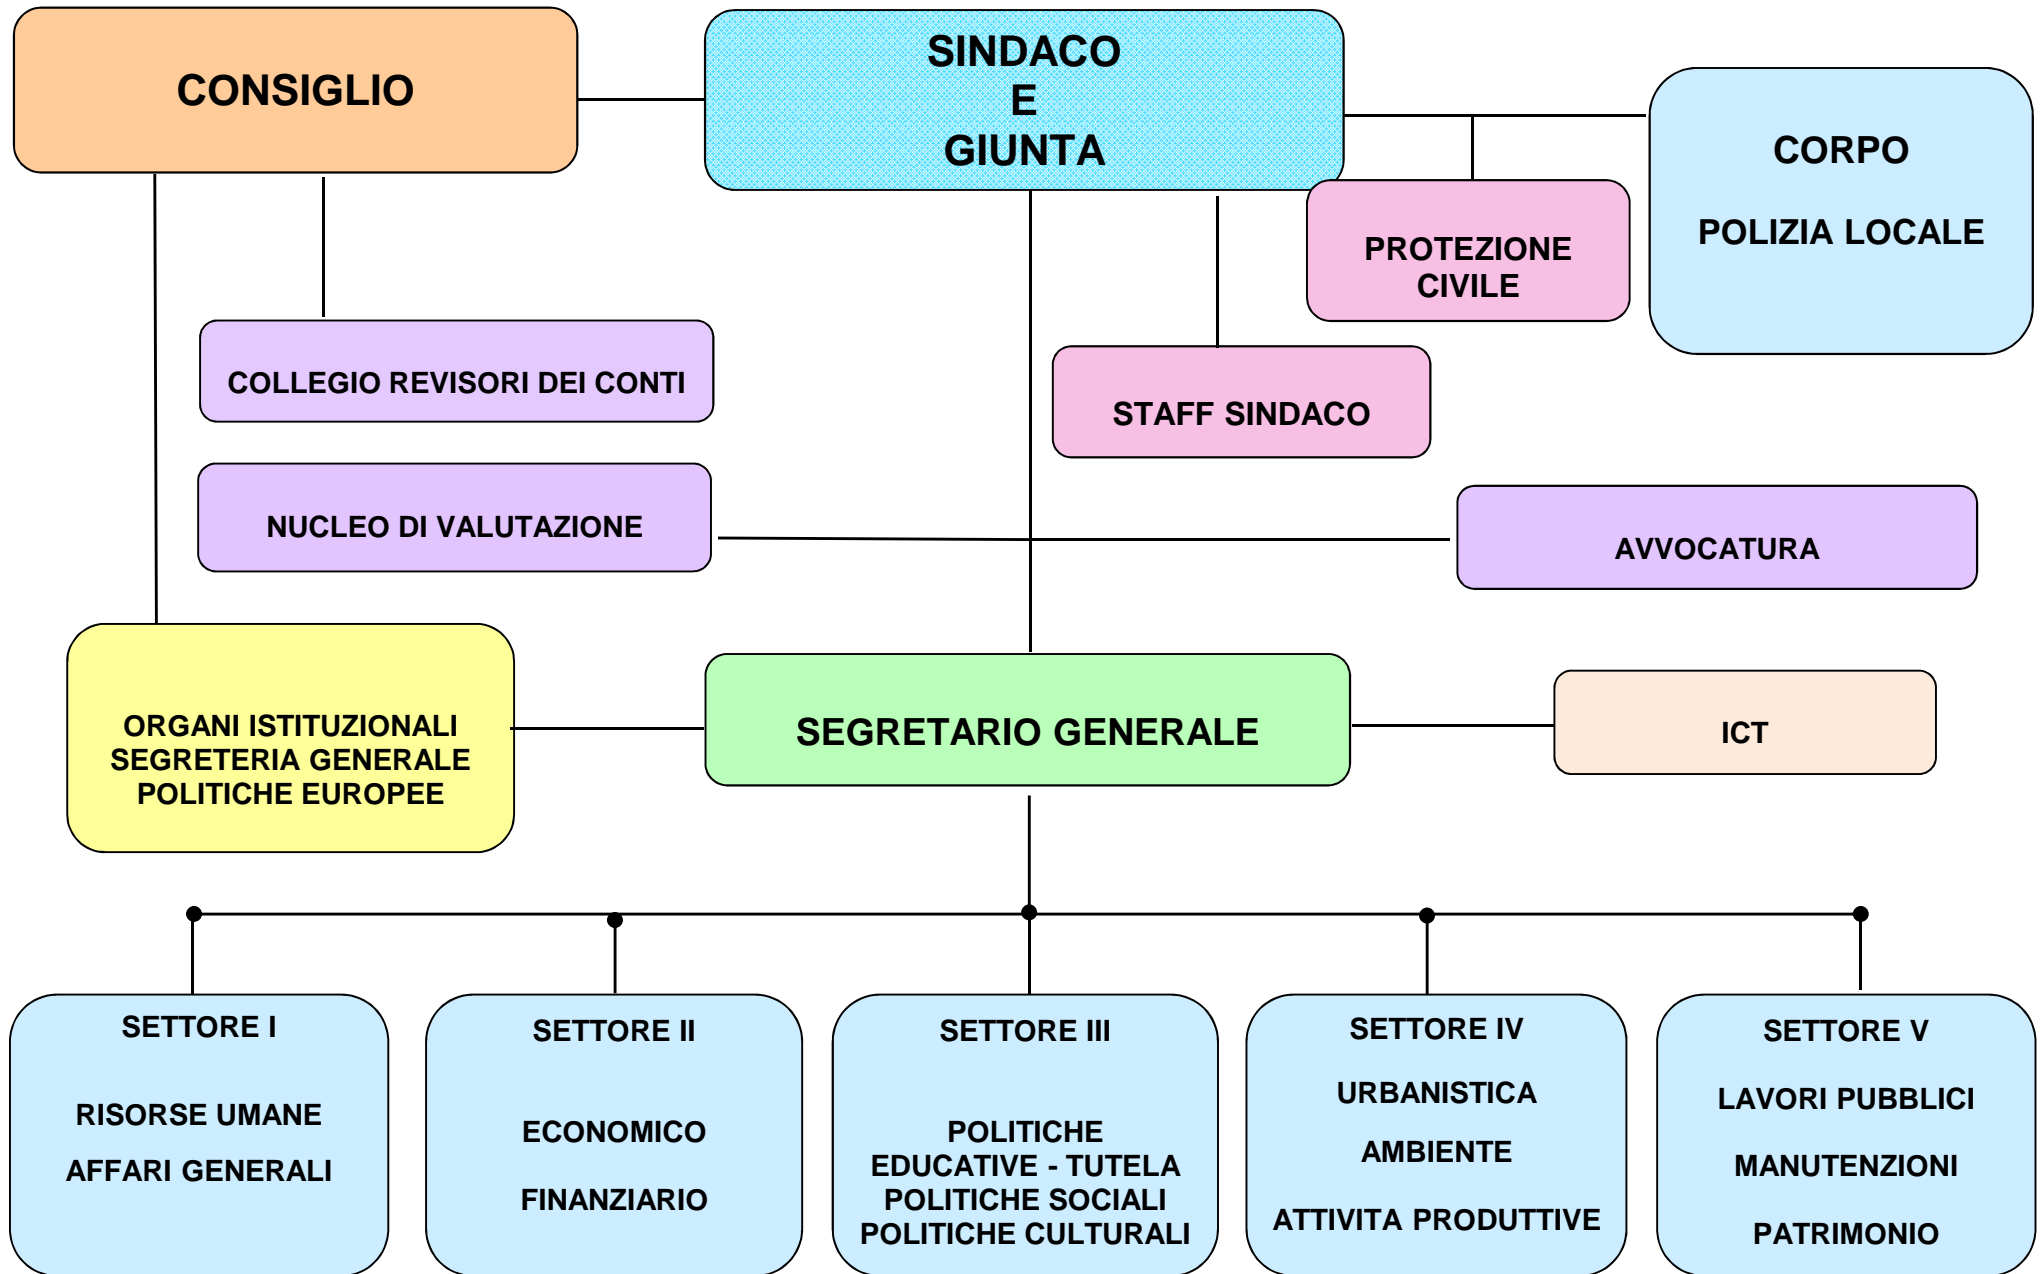 CONSIGLIO
SINDACO
E
GIUNTA
CORPO
POLIZIA LOCALE
PROTEZIONE
CIVILE
COLLEGIO REVISORI DEI CONTI
STAFF SINDACO
NUCLEO DI VALUTAZIONE
AVVOCATURA
ORGANI ISTITUZIONALI
SEGRETERIA GENERALE
POLITICHE EUROPEE
SEGRETARIO GENERALE
ICT
SETTORE I
RISORSE UMANE
AFFARI GENERALI
SETTORE II
ECONOMICO
FINANZIARIO
SETTORE III
POLITICHE
EDUCATIVE - TUTELA
POLITICHE SOCIALI
POLITICHE CULTURALI
SETTORE IV
URBANISTICA
AMBIENTE
ATTIVITA PRODUTTIVE
SETTORE V
LAVORI PUBBLICI
MANUTENZIONI
PATRIMONIO